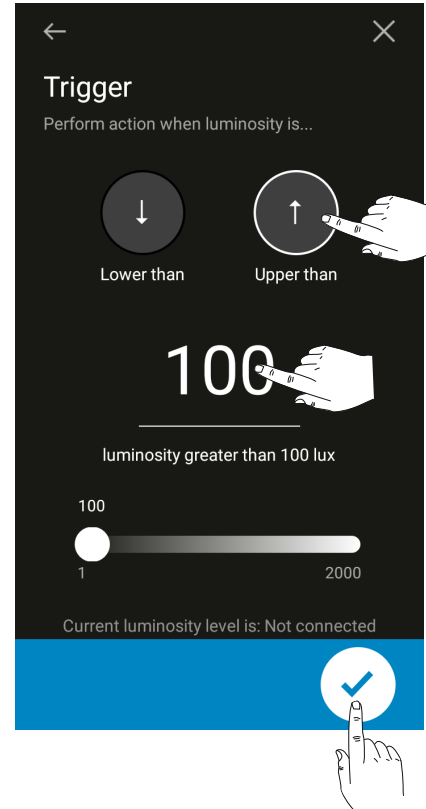 Trigger
Perform action when luminosity is...
Lower than Upper than
100
luminosity greater than 100 lux
100
1 2000
Current luminosity level is: Not connected